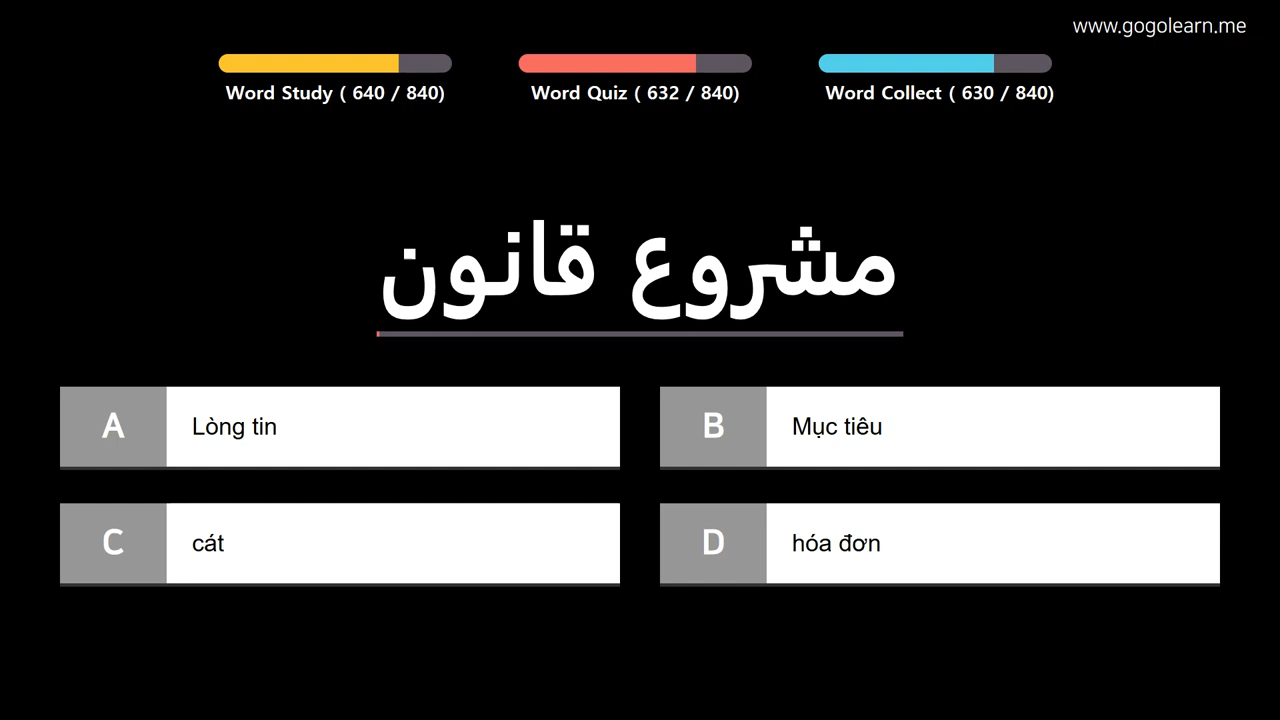 www.gogolearn.me
Word Study ( 640 / 840)
Word Quiz ( 632 / 840)
Word Collect ( 630 / 840)
مشروع قانون
A
Lòng tin
B
Mục tiêu
C
cát
D
hóa đơn